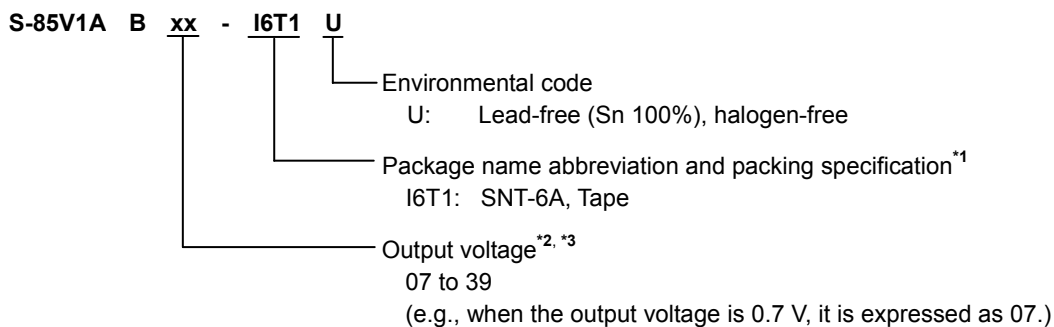 S-85V1A B xx - I6T1 U
Environmental code
U: Lead-free (Sn 100%), halogen-free
Package name abbreviation and packing specification*1
I6T1: SNT-6A, Tape
Output voltage*2, *3
07 to 39
(e.g., when the output voltage is 0.7 V, it is expressed as 07.)